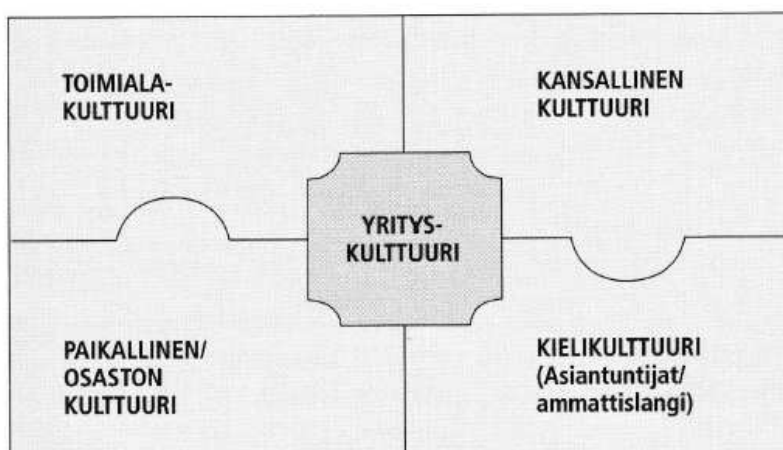 TOIMIALA-
KULTTUURI
KANSALLINEN
KULTTUURI
YRITYS-
KULTTUURI
PAIKALLINEN/
OSASTON
KULTTUURI
KIELIKULTTUURI
(Asiantuntijat/
ammattislangi)